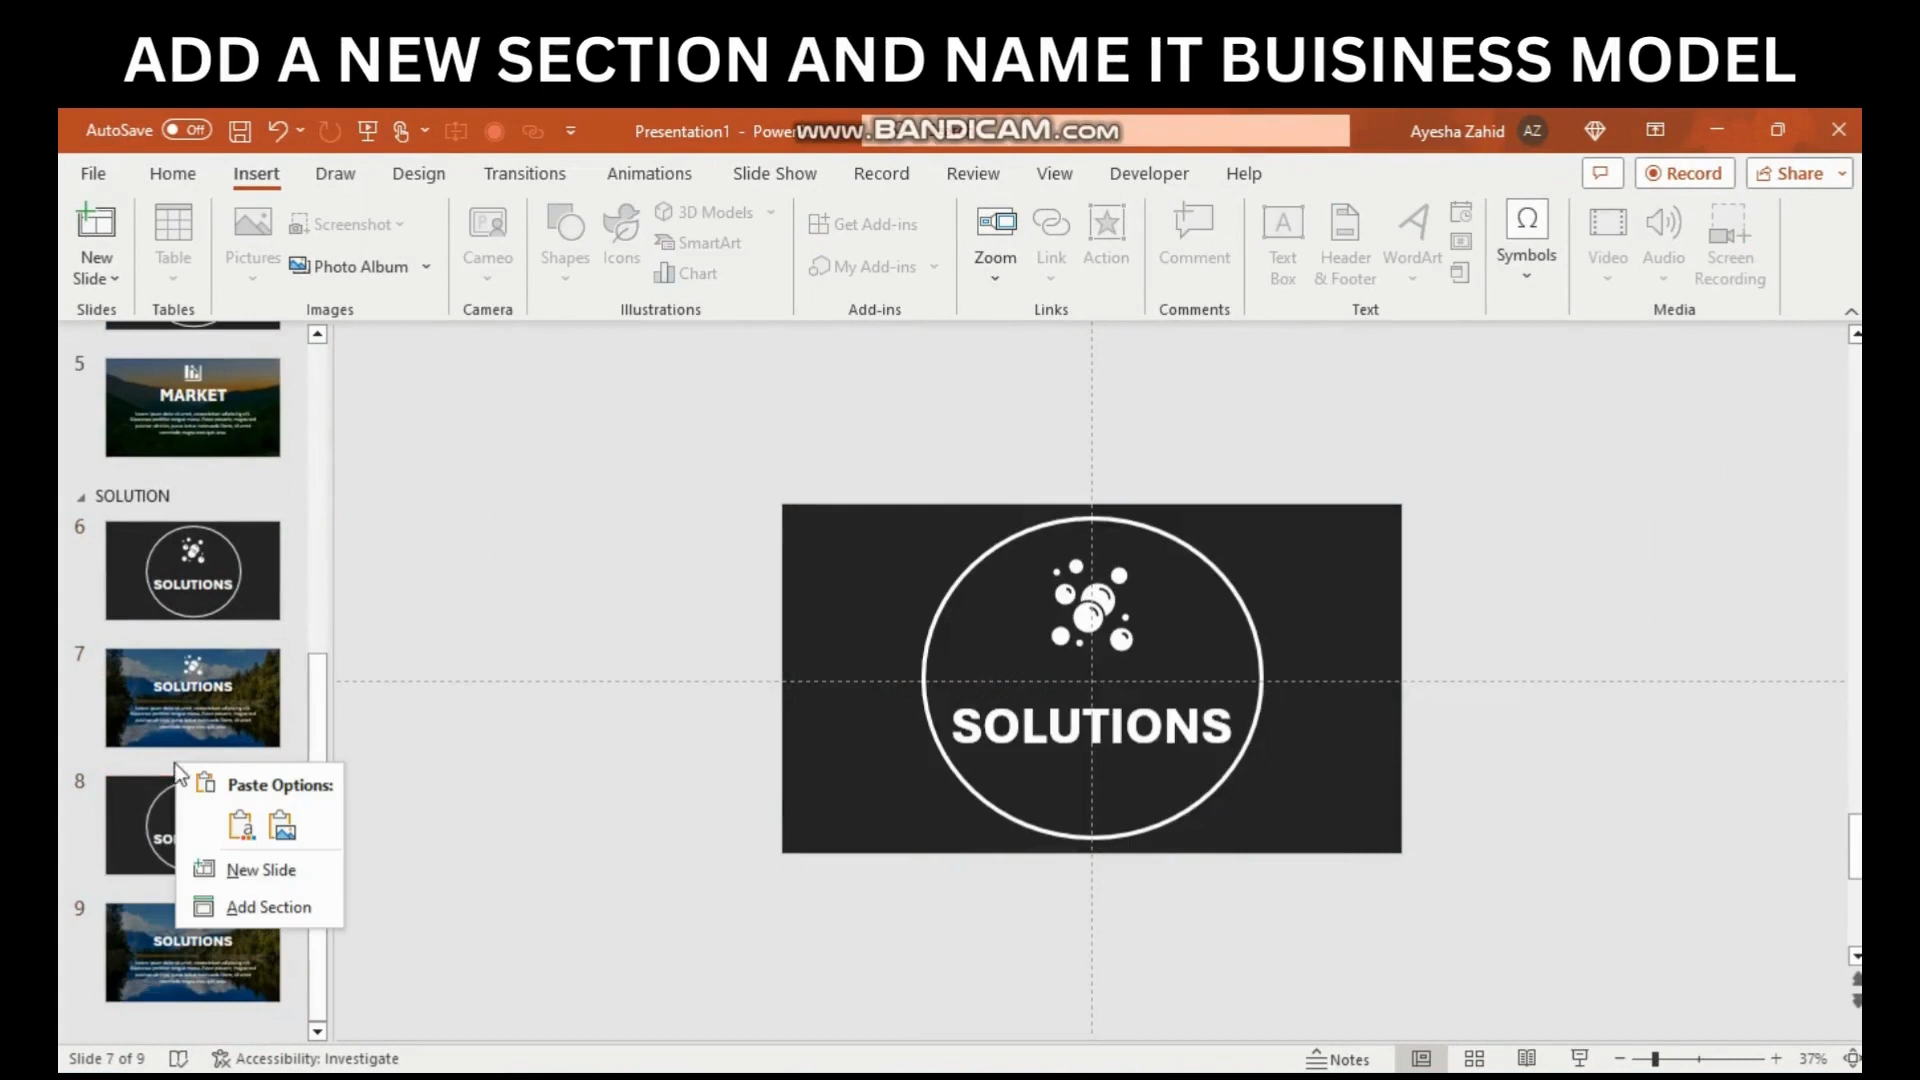 ADD A NEW SECTION AND NAME IT BUISINESS MODEL
AutoSave Off
Presentation1 - Power
www.BANDICAM.com
Ayesha Zahid AZ
File Home Insert Draw Design Transitions Animations Slide Show Record Review View Developer Help Record Share
New Slide
Table
Pictures
Screenshot
Photo Album
Cameo
Shapes
Icons
3D Models
SmartArt
Chart
Get Add-ins
My Add-ins
Zoom
Link
Action
Comment
Text Box
Header & Footer
WordArt
Symbols
Video
Audio
Screen Recording
Slides Tables Images Camera Illustrations Add-ins Links Comments Text Media
5
MARKET
SOLUTION
6
SOLUTIONS
7
SOLUTIONS
8
SO
Paste Options:
New Slide
Add Section
9
SOLUTIONS
SOLUTIONS
Slide 7 of 9
Accessibility: Investigate
Notes
37%